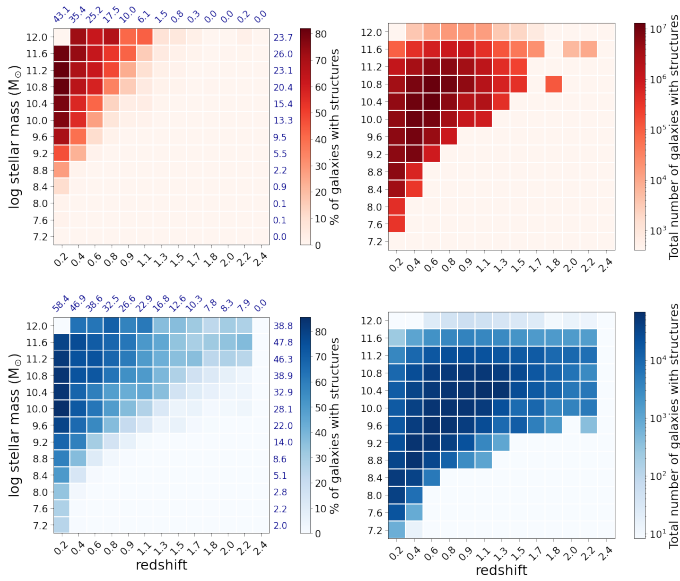 43.1 35.4 25.2 17.5 10.0 6.1 1.5 0.8 0.3 0.2 0.2 0.0
12.0 11.6 11.2 10.8 10.4 10.0 9.6 9.2 8.8 8.4 8.0 7.6 7.2
log stellar mass (M⊙)
23.7 26.0 23.1 20.4 15.4 13.3 9.5 5.5 2.2 0.9 0.1 0.1 0.0
0.2 0.4 0.6 0.8 0.9 1.1 1.3 1.5 1.7 1.8 2.0 2.2 2.4
80 70 60 50 40 30 20 10 0
% of galaxies with structures
12.0 11.6 11.2 10.8 10.4 10.0 9.6 9.2 8.8 8.4 8.0 7.6 7.2
0.2 0.4 0.6 0.8 0.9 1.1 1.3 1.5 1.7 1.8 2.0 2.2 2.4
10⁷ 10⁶ 10⁵ 10⁴ 10³
Total number of galaxies with structures
58.4 46.9 38.6 32.5 26.6 22.9 16.8 12.6 10.3 7.8 8.3 7.9 0.0
12.0 11.6 11.2 10.8 10.4 10.0 9.6 9.2 8.8 8.4 8.0 7.6 7.2
log stellar mass (M⊙)
38.8 47.8 46.3 38.9 32.9 28.1 22.0 14.0 8.6 5.1 2.8 2.2 2.0
0.2 0.4 0.6 0.8 0.9 1.1 1.3 1.5 1.7 1.8 2.0 2.2 2.4
redshift
80 70 60 50 40 30 20 10 0
% of galaxies with structures
12.0 11.6 11.2 10.8 10.4 10.0 9.6 9.2 8.8 8.4 8.0 7.6 7.2
0.2 0.4 0.6 0.8 0.9 1.1 1.3 1.5 1.7 1.8 2.0 2.2 2.4
redshift
10⁴ 10³ 10² 10¹
Total number of galaxies with structures